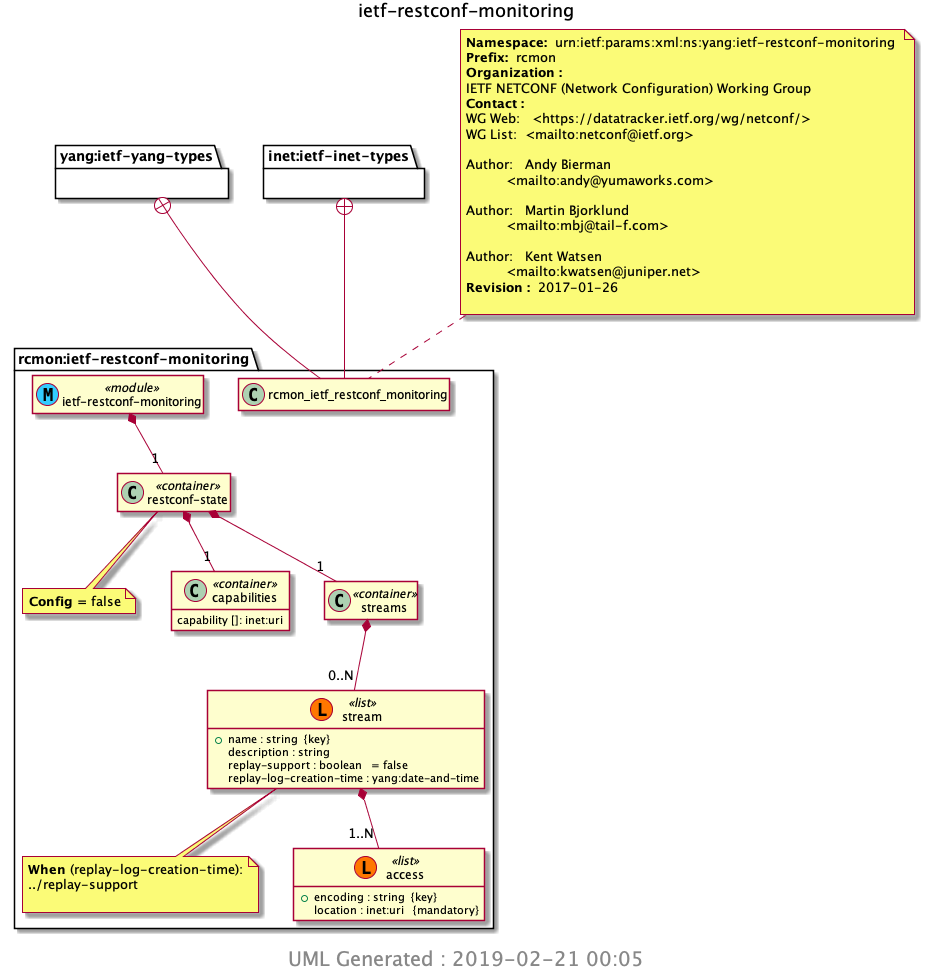 ietf-restconf-monitoring
Namespace: urn:ietf:params:xml:ns:yang:ietf-restconf-monitoring
Prefix: rcmon
Organization :
IETF NETCONF (Network Configuration) Working Group
Contact :
WG Web: <https://datatracker.ietf.org/wg/netconf/>
WG List: <mailto:netconf@ietf.org>
Author: Andy Bierman
<mailto:andy@yumaworks.com>
Author: Martin Bjorklund
<mailto:mbj@tail-f.com>
Author: Kent Watsen
<mailto:kwatsen@juniper.net>
Revision : 2017-01-26
yang:ietf-yang-types
inet:ietf-inet-types
rcmon:ietf-restconf-monitoring
M
«module»
ietf-restconf-monitoring
C
rcmon_ietf_restconf_monitoring
1
C
«container»
restconf-state
1
1
Config = false
C
«container»
capabilities
capability []: inet:uri
C
«container»
streams
0..N
L
«list»
stream
name : string {key}
description : string
replay-support : boolean = false
replay-log-creation-time : yang:date-and-time
1..N
When (replay-log-creation-time):
../replay-support
L
«list»
access
encoding : string {key}
location : inet:uri {mandatory}
UML Generated : 2019-02-21 00:05